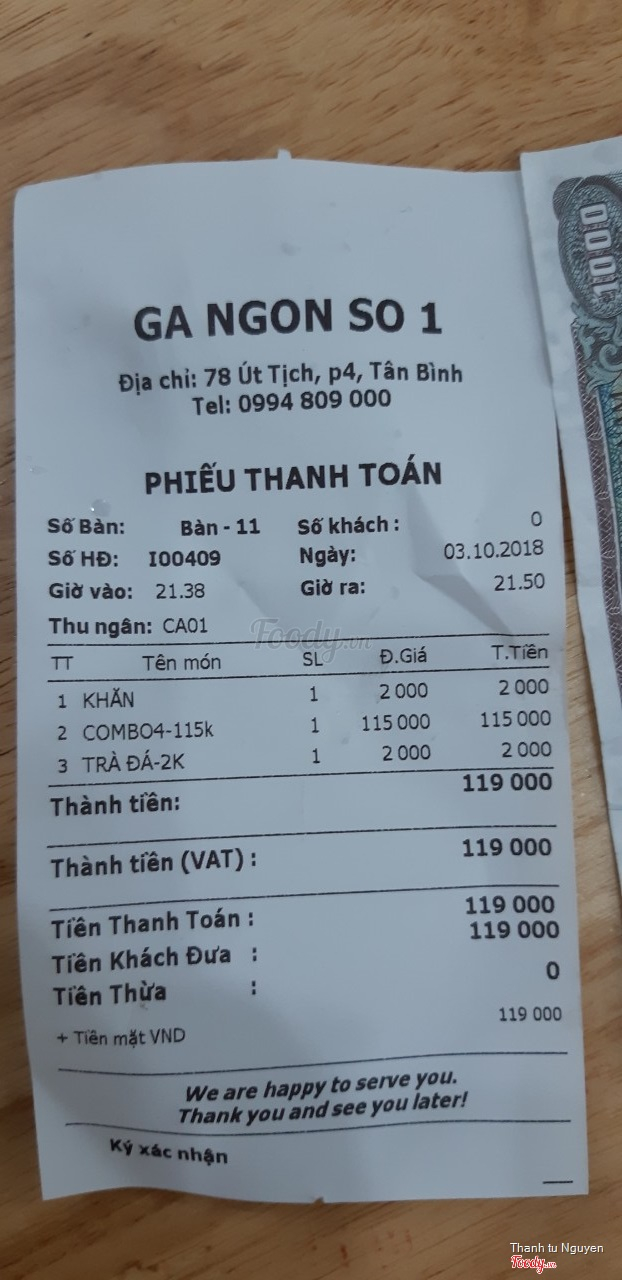 GA NGON SO 1
Địa chỉ: 78 Út Tịch, p4, Tân Bình
Tel: 0994 809 000
PHIẾU THANH TOÁN
Số Bàn: Bàn - 11 Số khách : 0
Số HĐ: I00409 Ngày: 03.10.2018
Giờ vào: 21.38 Giờ ra: 21.50
Thu ngân: CA01
Foody.vn
TT Tên món SL Đ.Giá T.Tiền
1 KHĂN 1 2 000 2 000
2 COMBO4-115k 1 115 000 115 000
3 TRÀ ĐÁ-2K 1 2 000 2 000
Thành tiền: 119 000
Thành tiền (VAT) : 119 000
Tiền Thanh Toán : 119 000
Tiền Khách Đưa : 119 000
Tiền Thừa : 0
+ Tiền mặt VND 119 000
We are happy to serve you.
Thank you and see you later!
Ký xác nhận
1000
Thanh tu Nguyen
Foody.vn